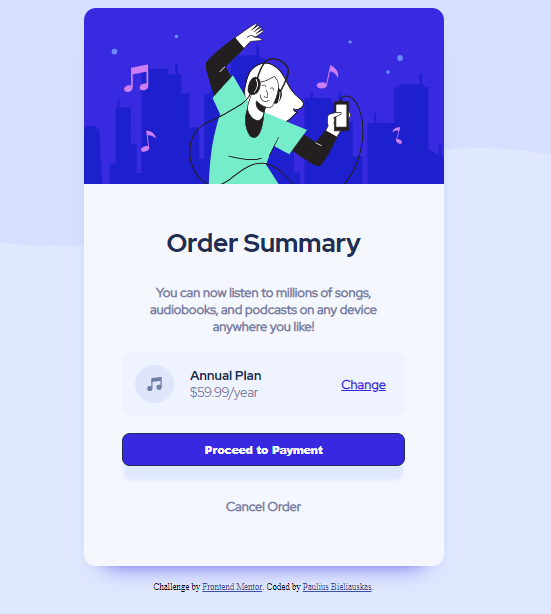 Order Summary
You can now listen to millions of songs,
audiobooks, and podcasts on any device
anywhere you like!
Annual Plan
$59.99/year
Change
Proceed to Payment
Cancel Order
Challenge by Frontend Mentor. Coded by Paulius Bieliauskas.